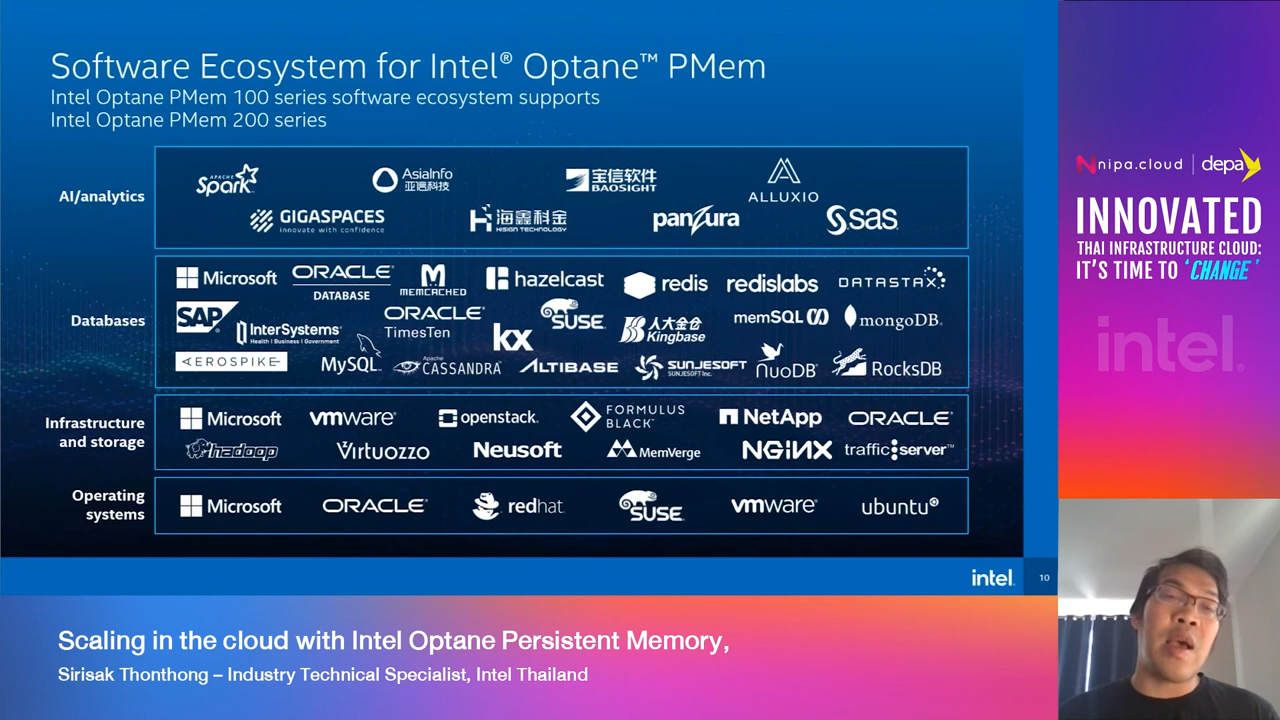 Software Ecosystem for Intel® Optane™ PMem
Intel Optane PMem 100 series software ecosystem supports
Intel Optane PMem 200 series
AI/analytics
APACHE Spark
AsiaInfo 亚信科技
宝信软件 BAOSIGHT
ALLUXIO
GIGASPACES
Innovate with confidence
海鑫科金
HISIGN TECHNOLOGY
panzura
sas
Databases
Microsoft
ORACLE® DATABASE
MEMCACHED
hazelcast
redis
redislabs
DATASTAX
SAP
InterSystems®
Health | Business | Government
ORACLE® TimesTen
kx
SUSE
人大金仓 Kingbase
memSQL
mongoDB
AEROSPIKE
MySQL
Apache CASSANDRA
ALTIBASE
SUNJESOFT
SUNJESOFT Inc.
NUODB
RocksDB
Infrastructure
and storage
Microsoft
vmware®
openstack.
FORMULUS BLACK™
NetApp
ORACLE®
hadoop
Virtuozzo
Neusoft
MemVerge
NGINX
traffic server™
Operating
systems
Microsoft
ORACLE®
redhat.
SUSE
vmware®
ubuntu®
intel.
10
nipa.cloud | depa
INNOVATED
THAI INFRASTRUCTURE CLOUD:
IT'S TIME TO 'CHANGE'
intel.
Scaling in the cloud with Intel Optane Persistent Memory,
Sirisak Thonthong – Industry Technical Specialist, Intel Thailand